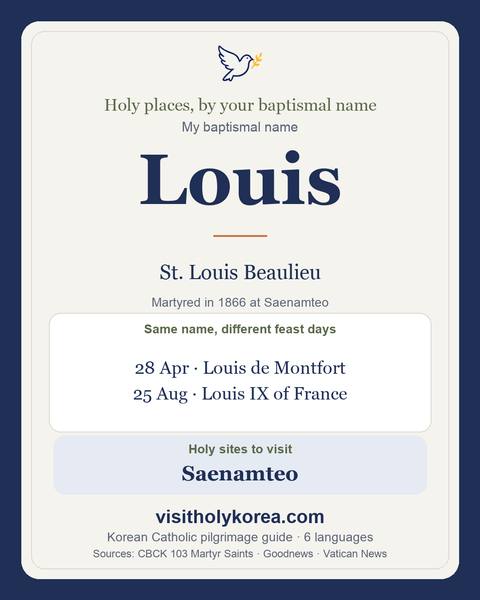 Holy places, by your baptismal name
My baptismal name
Louis
St. Louis Beaulieu
Martyred in 1866 at Saenamteo
Same name, different feast days
28 Apr · Louis de Montfort
25 Aug · Louis IX of France
Holy sites to visit
Saenamteo
visitholykorea.com
Korean Catholic pilgrimage guide · 6 languages
Sources: CBCK 103 Martyr Saints · Goodnews · Vatican News